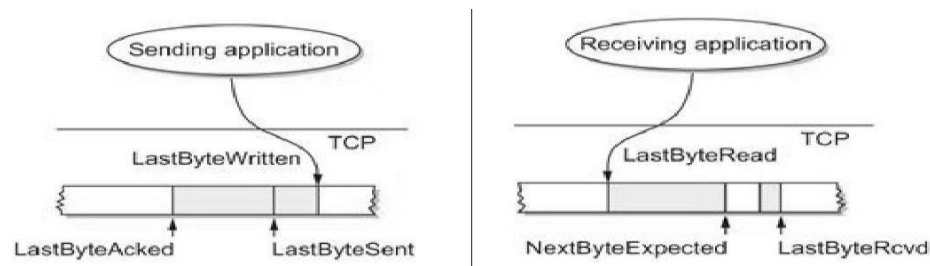 Sending application
TCP
LastByteWritten
LastByteAcked
LastByteSent
Receiving application
TCP
LastByteRead
NextByteExpected
LastByteRcvd